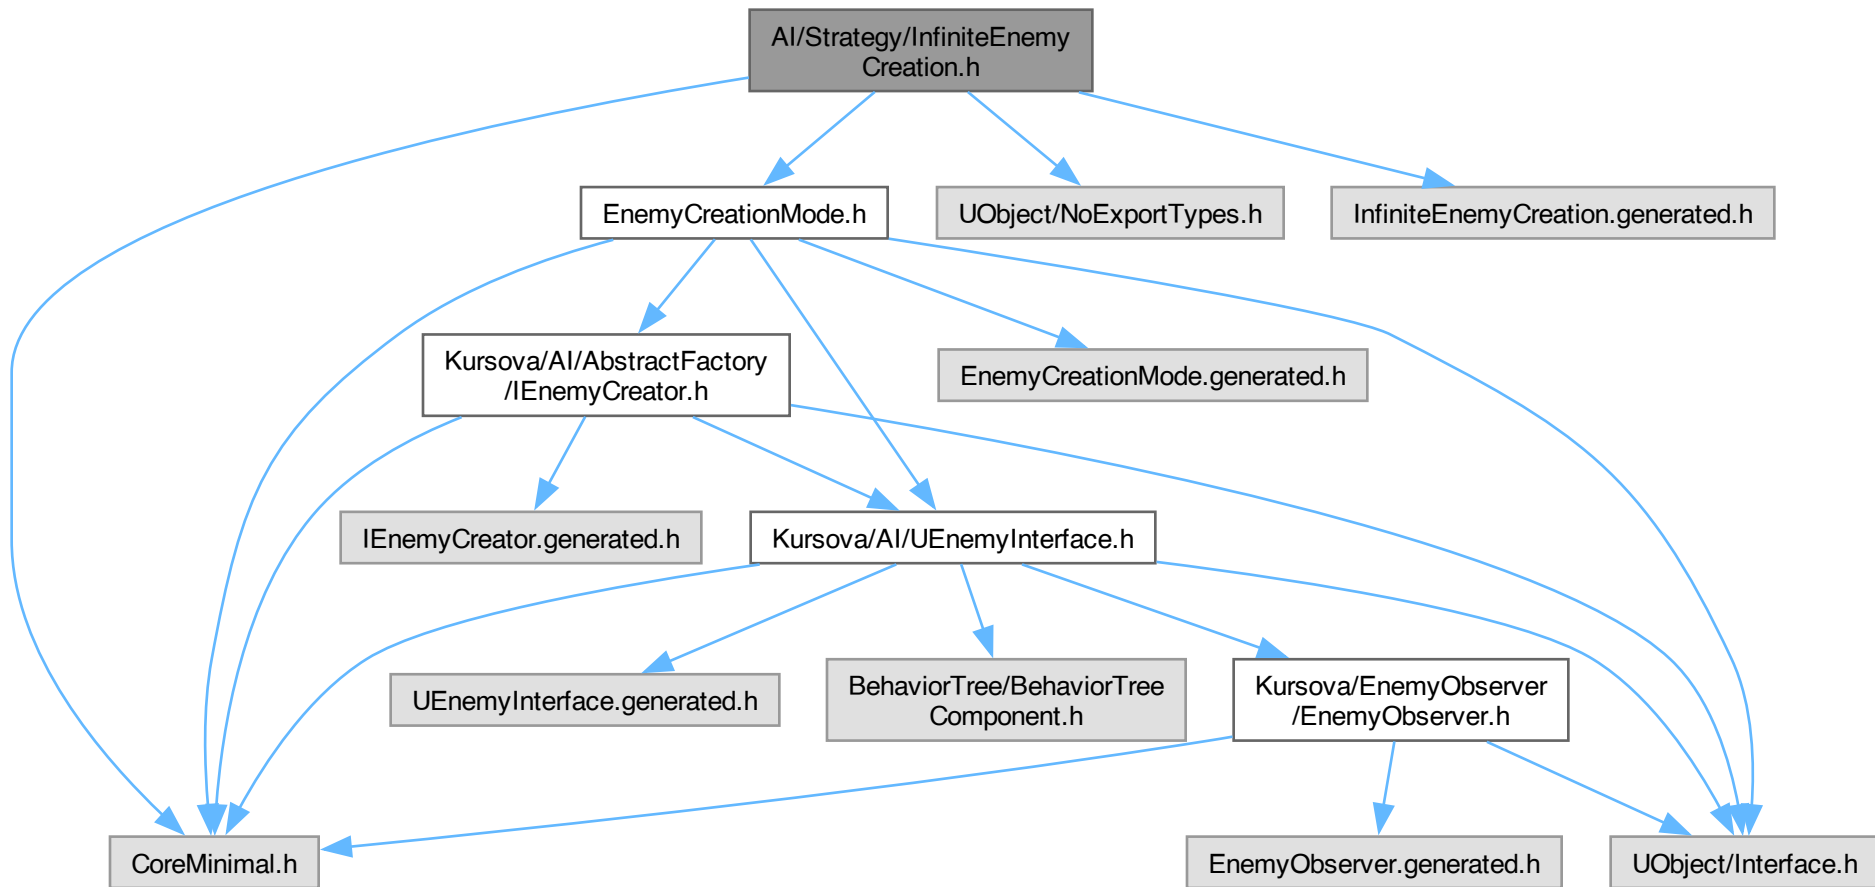 AI/Strategy/InfiniteEnemy
Creation.h
EnemyCreationMode.h
UObject/NoExportTypes.h
InfiniteEnemyCreation.generated.h
Kursova/AI/AbstractFactory
/IEnemyCreator.h
EnemyCreationMode.generated.h
IEnemyCreator.generated.h
Kursova/AI/UEnemyInterface.h
UEnemyInterface.generated.h
BehaviorTree/BehaviorTree
Component.h
Kursova/EnemyObserver
/EnemyObserver.h
CoreMinimal.h
EnemyObserver.generated.h
UObject/Interface.h